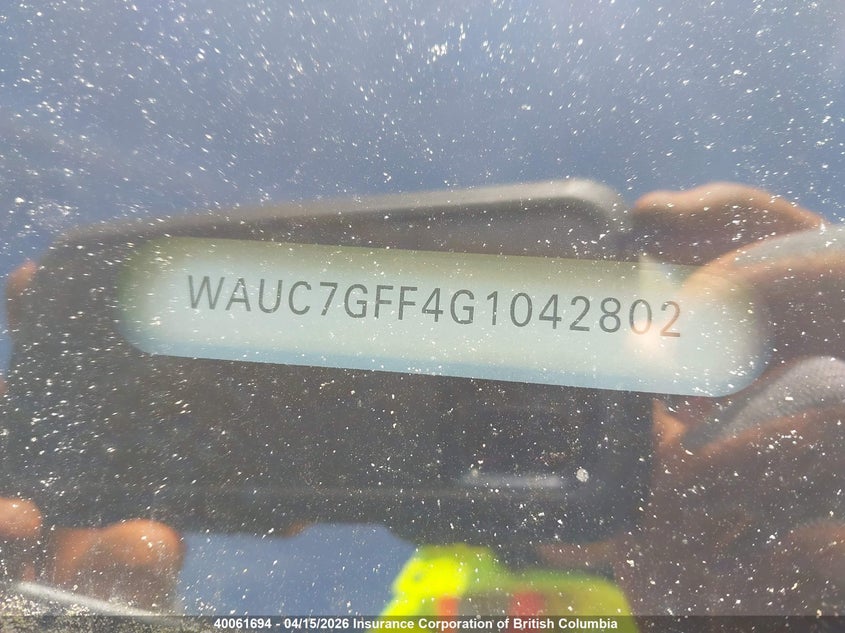 WAUC7GFF4G1042802
40061694 - 04/15/2026 Insurance Corporation of British Columbia